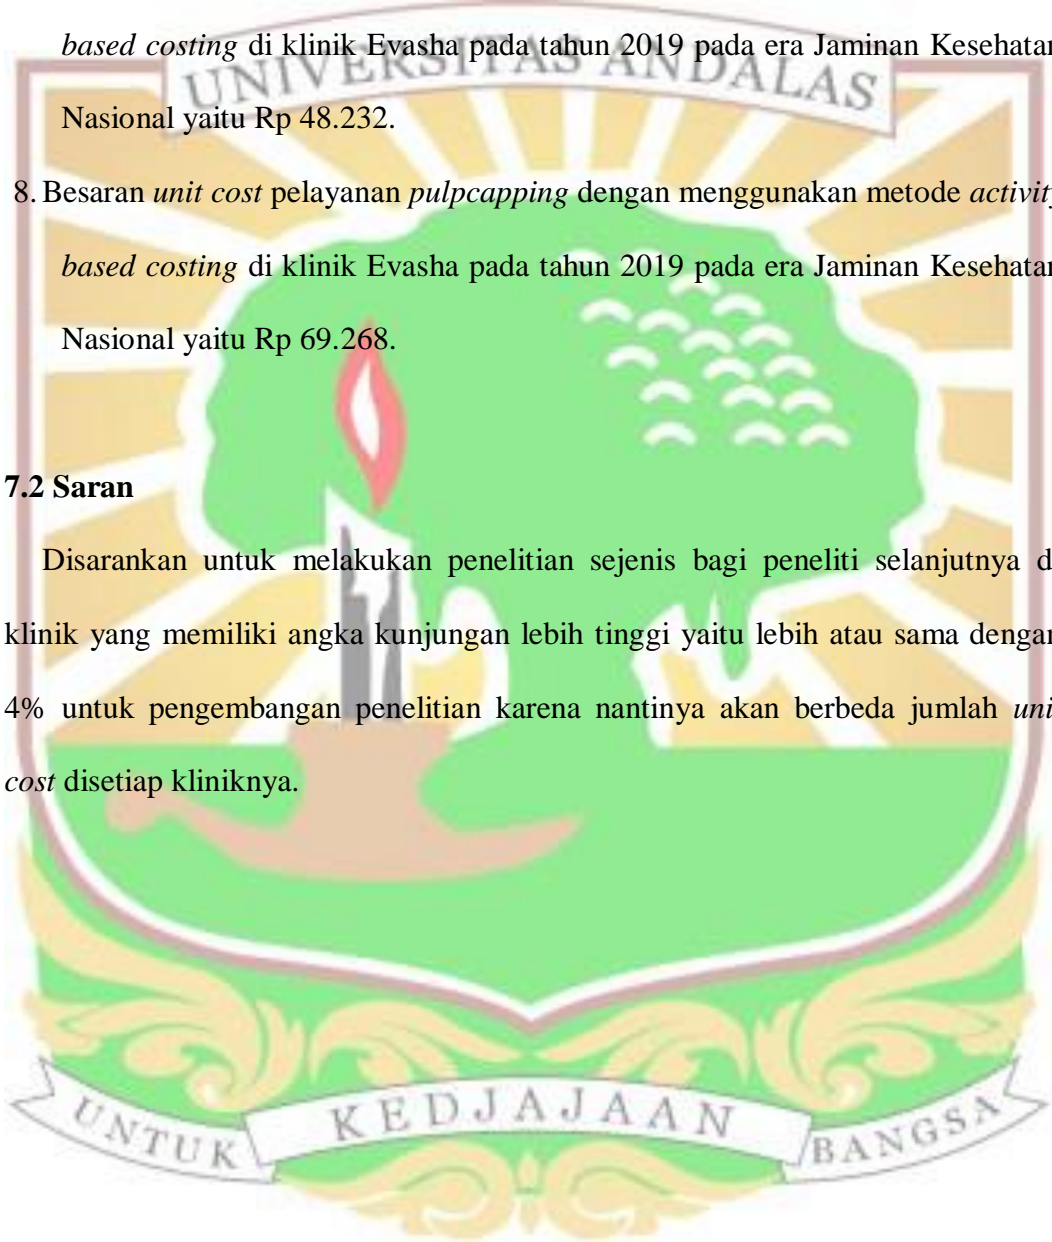 based costing di klinik Evasha pada tahun 2019 pada era Jaminan Kesehatan
UNIVERSITAS ANDALAS
Nasional yaitu Rp 48.232.
8. Besaran unit cost pelayanan pulpcapping dengan menggunakan metode activity
based costing di klinik Evasha pada tahun 2019 pada era Jaminan Kesehatan
Nasional yaitu Rp 69.268.
7.2 Saran
Disarankan untuk melakukan penelitian sejenis bagi peneliti selanjutnya di
klinik yang memiliki angka kunjungan lebih tinggi yaitu lebih atau sama dengan
4% untuk pengembangan penelitian karena nantinya akan berbeda jumlah unit
cost disetiap kliniknya.
UNTUK KEDJAJAAN BANGSA